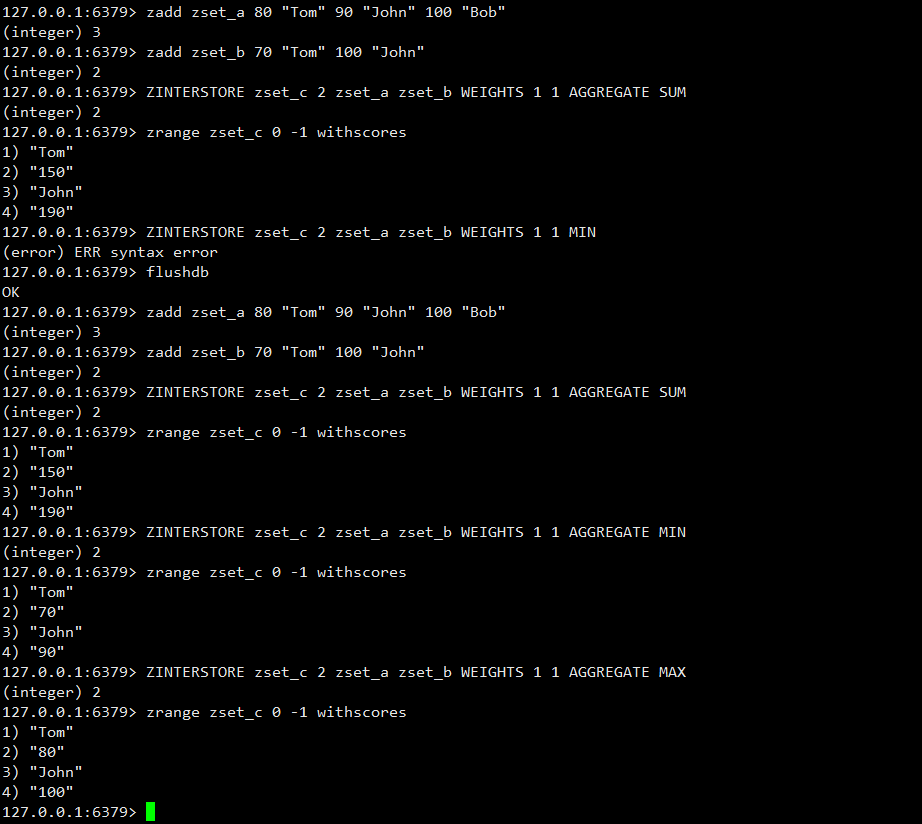 127.0.0.1:6379> zadd zset_a 80 "Tom" 90 "John" 100 "Bob"
(integer) 3
127.0.0.1:6379> zadd zset_b 70 "Tom" 100 "John"
(integer) 2
127.0.0.1:6379> ZINTERSTORE zset_c 2 zset_a zset_b WEIGHTS 1 1 AGGREGATE SUM
(integer) 2
127.0.0.1:6379> zrange zset_c 0 -1 withscores
1) "Tom"
2) "150"
3) "John"
4) "190"
127.0.0.1:6379> ZINTERSTORE zset_c 2 zset_a zset_b WEIGHTS 1 1 MIN
(error) ERR syntax error
127.0.0.1:6379> flushdb
OK
127.0.0.1:6379> zadd zset_a 80 "Tom" 90 "John" 100 "Bob"
(integer) 3
127.0.0.1:6379> zadd zset_b 70 "Tom" 100 "John"
(integer) 2
127.0.0.1:6379> ZINTERSTORE zset_c 2 zset_a zset_b WEIGHTS 1 1 AGGREGATE SUM
(integer) 2
127.0.0.1:6379> zrange zset_c 0 -1 withscores
1) "Tom"
2) "150"
3) "John"
4) "190"
127.0.0.1:6379> ZINTERSTORE zset_c 2 zset_a zset_b WEIGHTS 1 1 AGGREGATE MIN
(integer) 2
127.0.0.1:6379> zrange zset_c 0 -1 withscores
1) "Tom"
2) "70"
3) "John"
4) "90"
127.0.0.1:6379> ZINTERSTORE zset_c 2 zset_a zset_b WEIGHTS 1 1 AGGREGATE MAX
(integer) 2
127.0.0.1:6379> zrange zset_c 0 -1 withscores
1) "Tom"
2) "80"
3) "John"
4) "100"
127.0.0.1:6379>